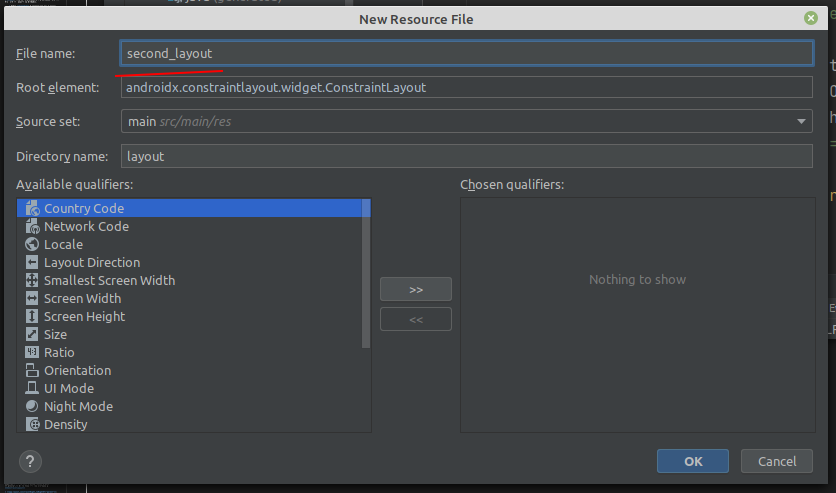 New Resource File
File name: second_layout
Root element: androidx.constraintlayout.widget.ConstraintLayout
Source set: main src/main/res
Directory name: layout
Available qualifiers:
Country Code
Network Code
Locale
Layout Direction
Smallest Screen Width
Screen Width
Screen Height
Size
Ratio
Orientation
UI Mode
Night Mode
Density
>>
<<
Chosen qualifiers:
Nothing to show
?
OK
Cancel